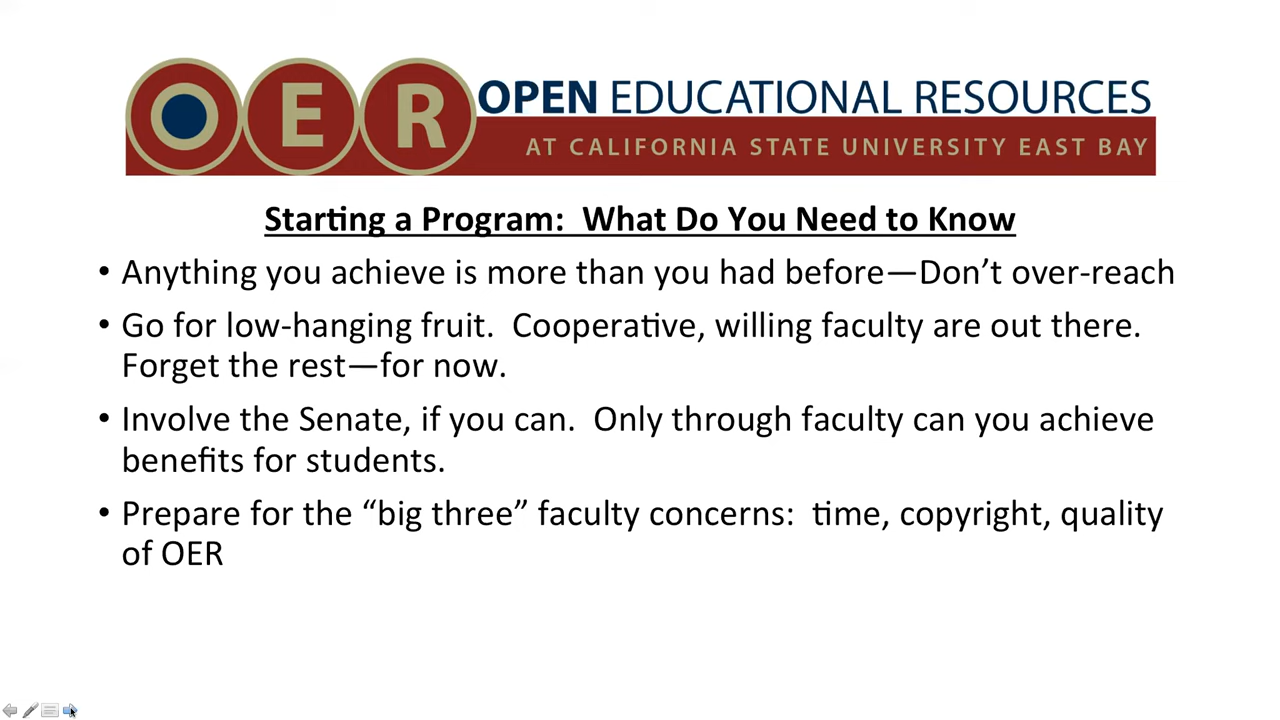 OER OPEN EDUCATIONAL RESOURCES
AT CALIFORNIA STATE UNIVERSITY EAST BAY
Starting a Program:  What Do You Need to Know
• Anything you achieve is more than you had before—Don’t over-reach
• Go for low-hanging fruit.  Cooperative, willing faculty are out there.
Forget the rest—for now.
• Involve the Senate, if you can.  Only through faculty can you achieve
benefits for students.
• Prepare for the “big three” faculty concerns:  time, copyright, quality
of OER